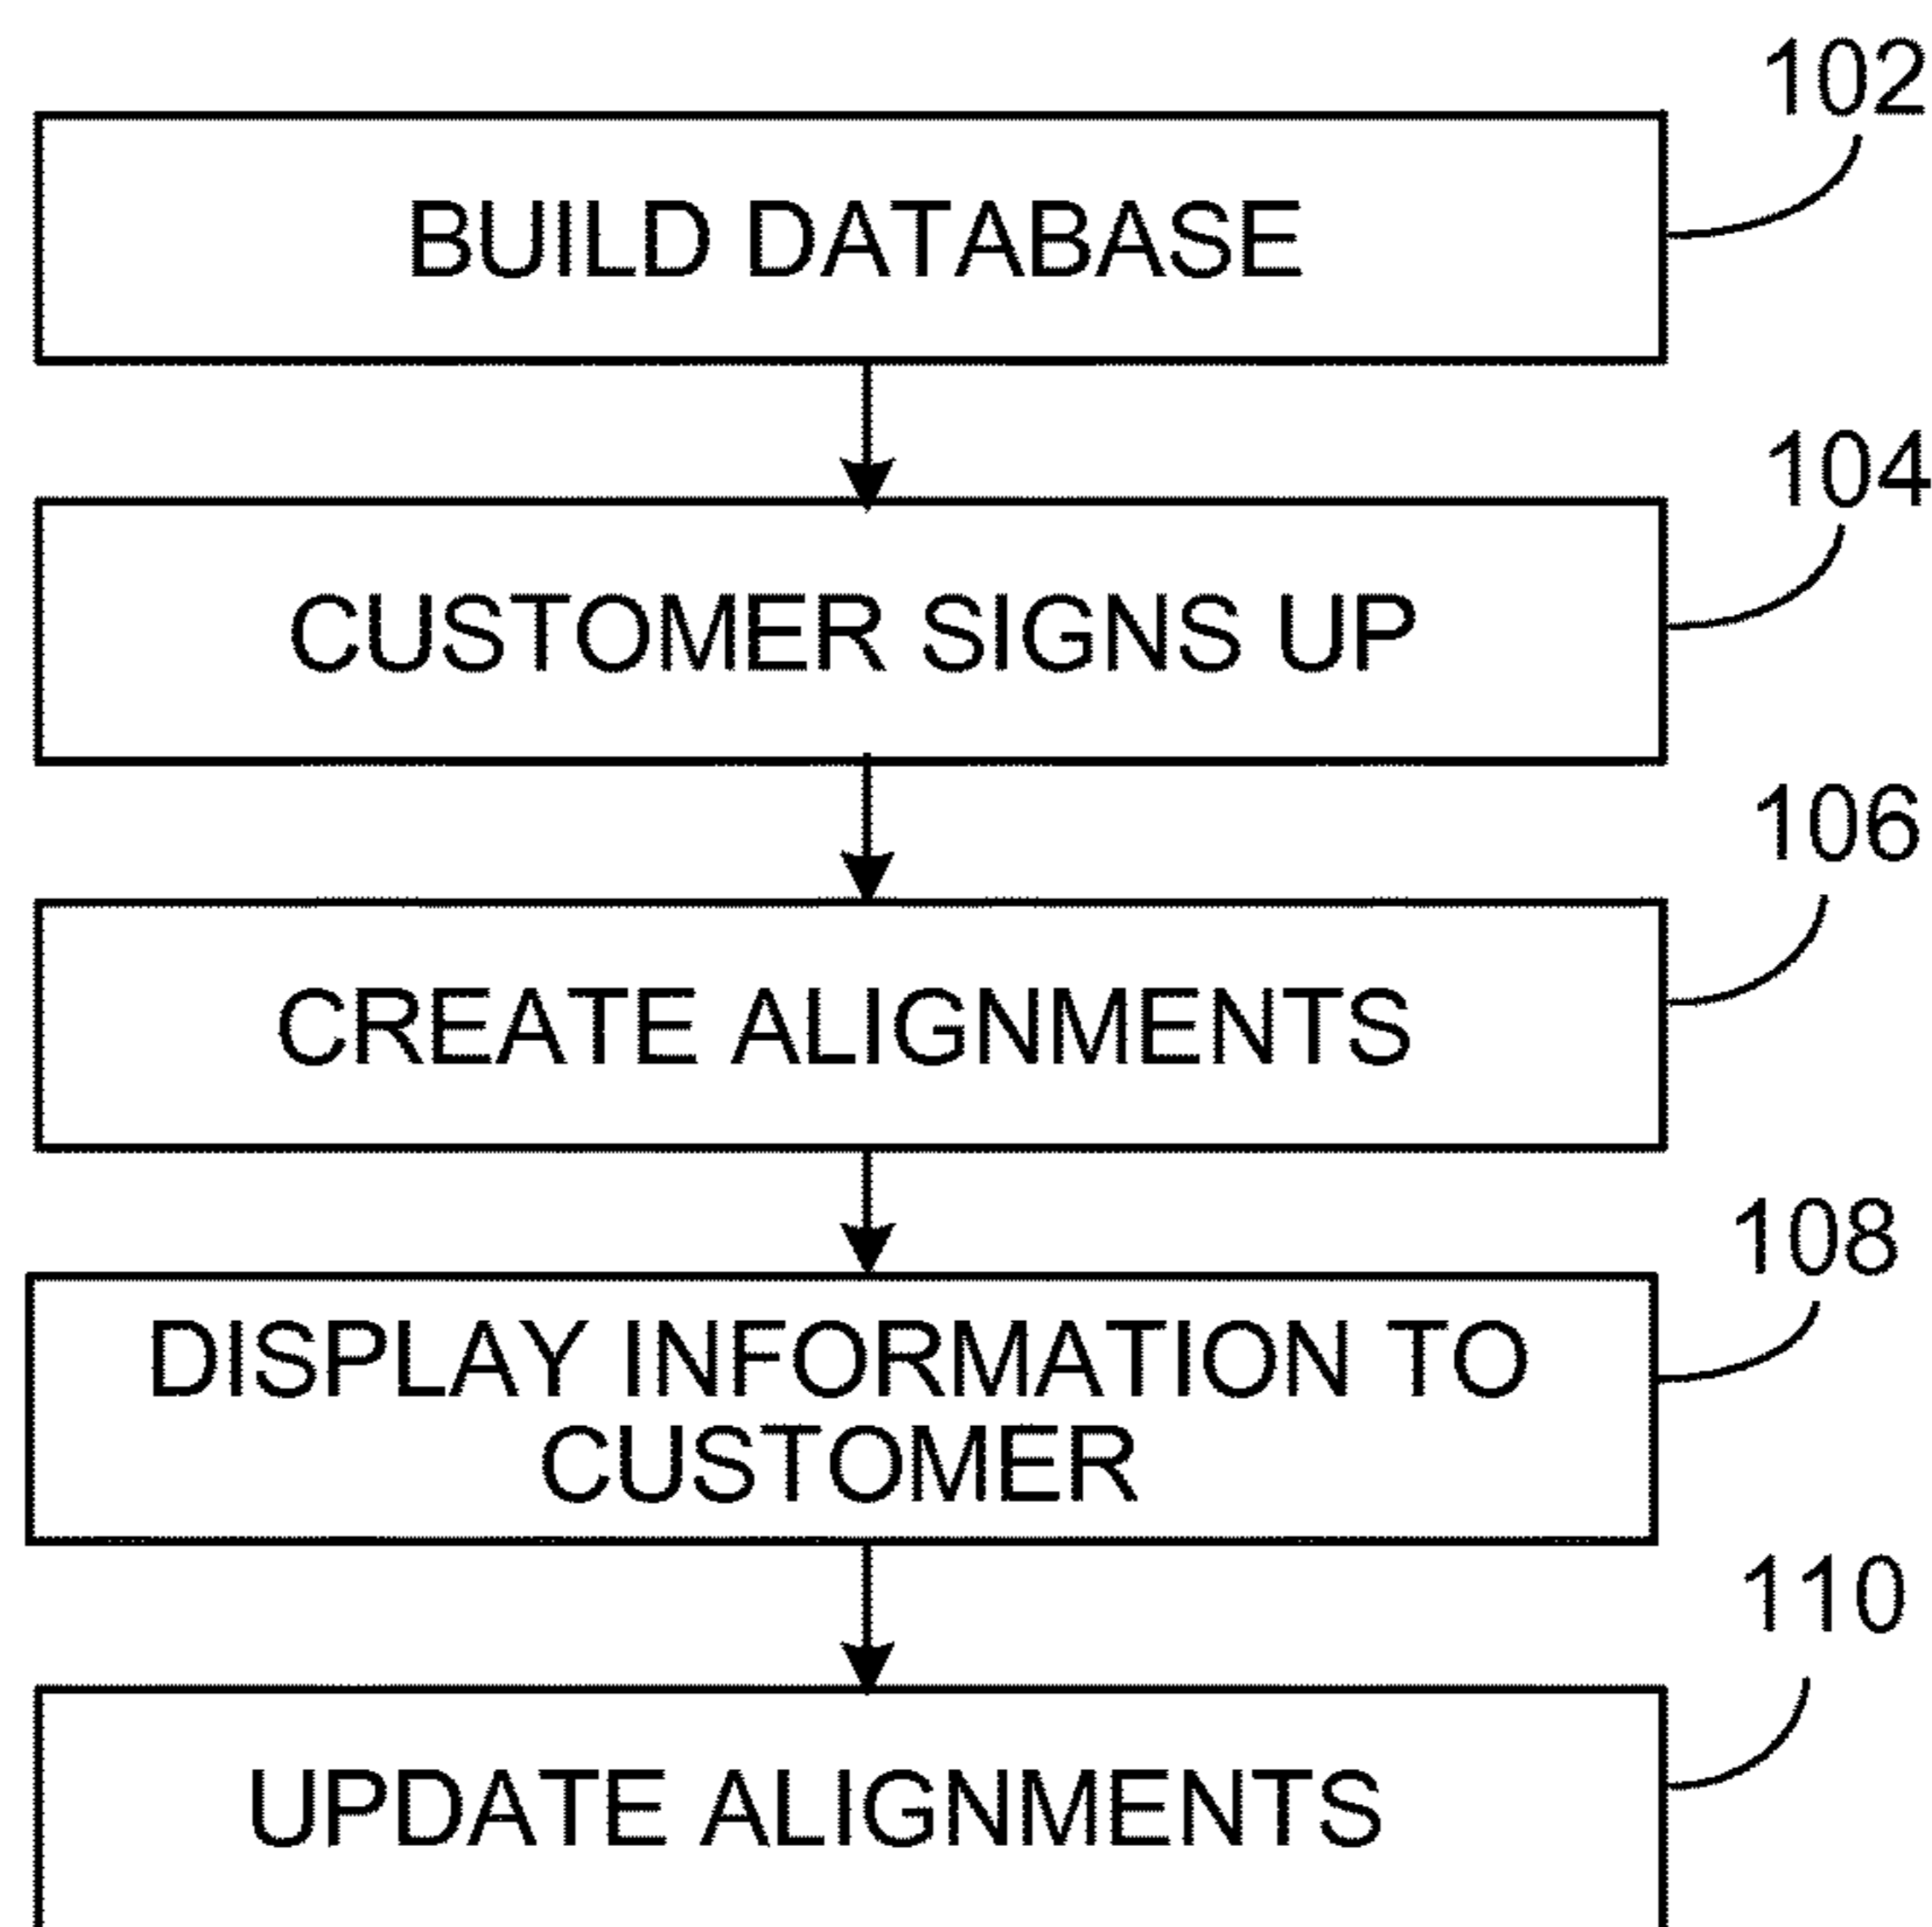 102
BUILD DATABASE
104
CUSTOMER SIGNS UP
106
CREATE ALIGNMENTS
108
DISPLAY INFORMATION TO
CUSTOMER
110
UPDATE ALIGNMENTS